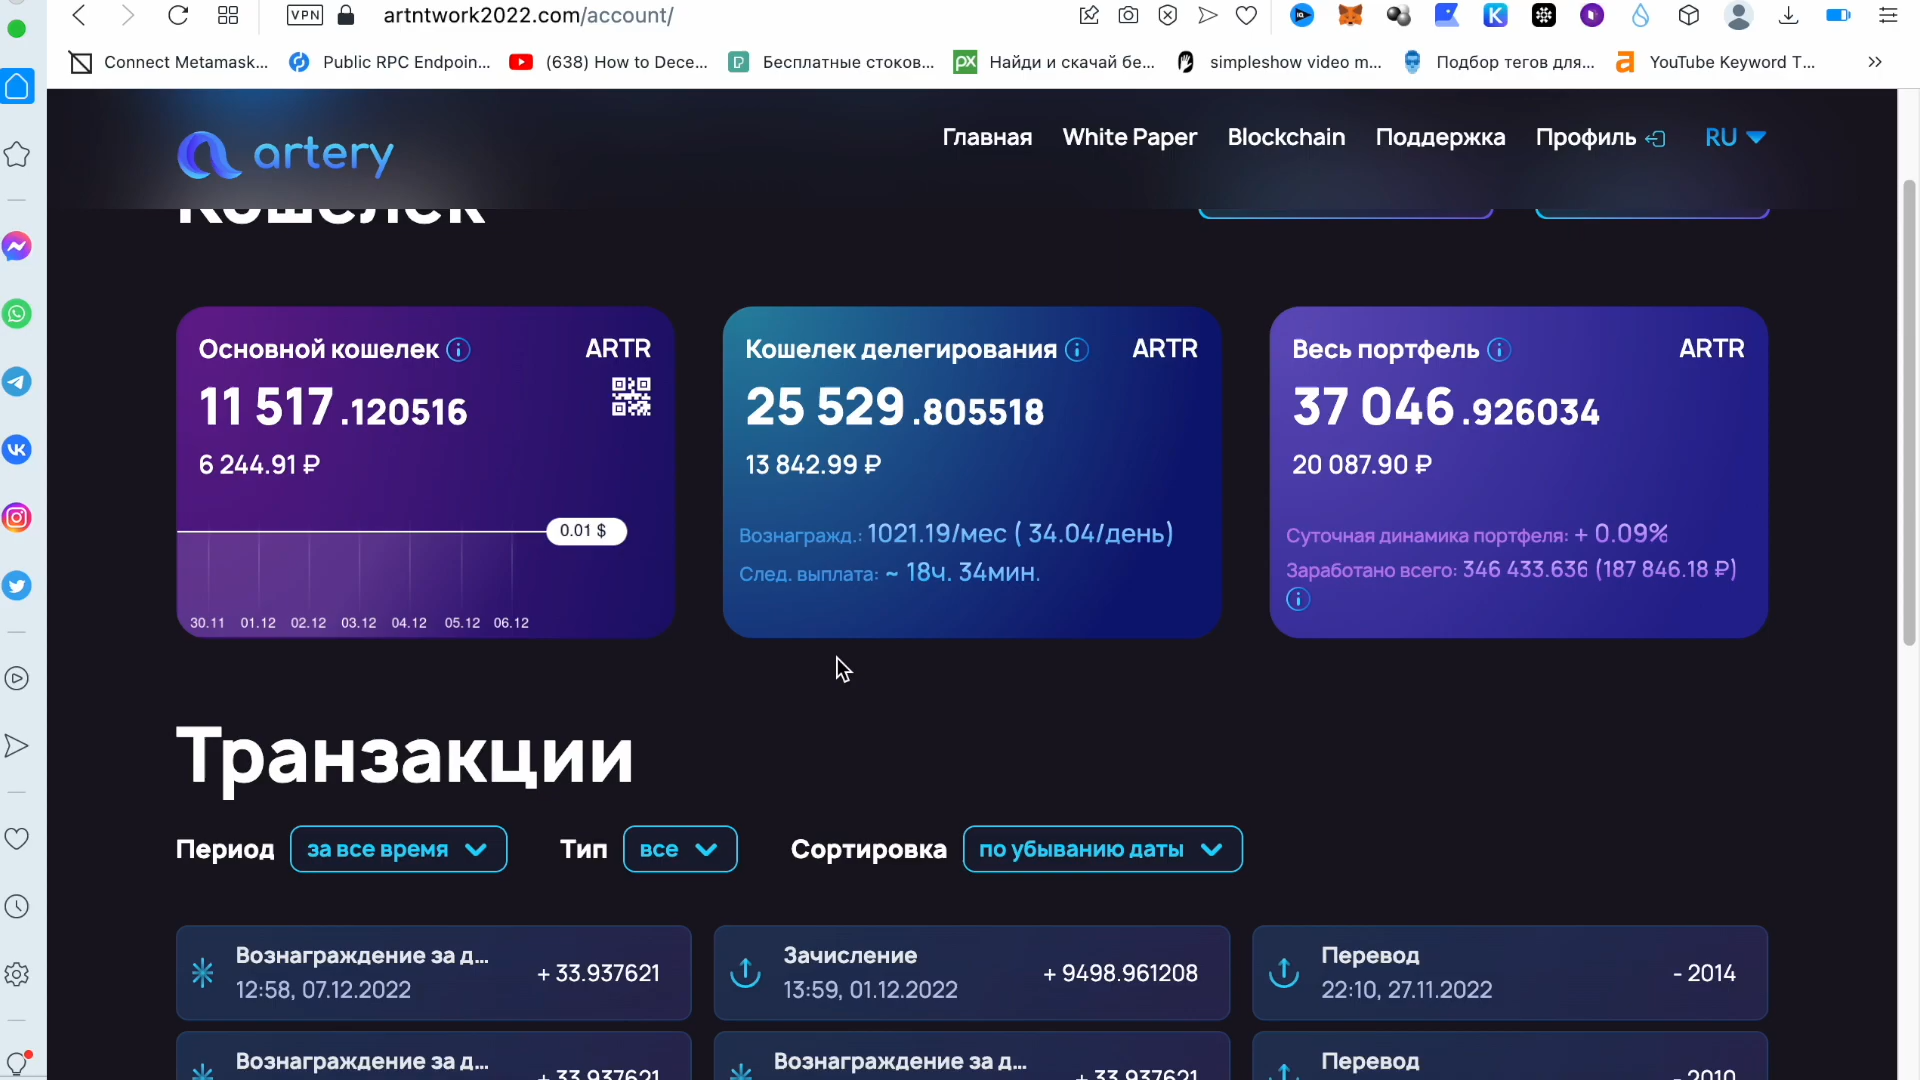 VPN
artntwork2022.com/account/
Connect Metamask...
Public RPC Endpoin...
(638) How to Dece...
Бесплатные стоков...
Найди и скачай бе...
simpleshow video m...
Подбор тегов для...
YouTube Keyword T...
artery
Главная
White Paper
Blockchain
Поддержка
Профиль
RU
Кошелек
Основной кошелек
ARTR
11 517.120516
6 244.91 ₽
0.01 $
30.11 01.12 02.12 03.12 04.12 05.12 06.12
Кошелек делегирования
ARTR
25 529.805518
13 842.99 ₽
Вознагражд.: 1021.19/мес ( 34.04/день)
След. выплата: ~ 18ч. 34мин.
Весь портфель
ARTR
37 046.926034
20 087.90 ₽
Суточная динамика портфеля: + 0.09%
Заработано всего: 346 433.636 (187 846.18 ₽)
Транзакции
Период
за все время
Тип
все
Сортировка
по убыванию даты
Вознаграждение за д...
12:58, 07.12.2022
+ 33.937621
Зачисление
13:59, 01.12.2022
+ 9498.961208
Перевод
22:10, 27.11.2022
- 2014
Вознаграждение за д...
+ 33.937621
Вознаграждение за д...
+ 33.937621
Перевод
- 2010